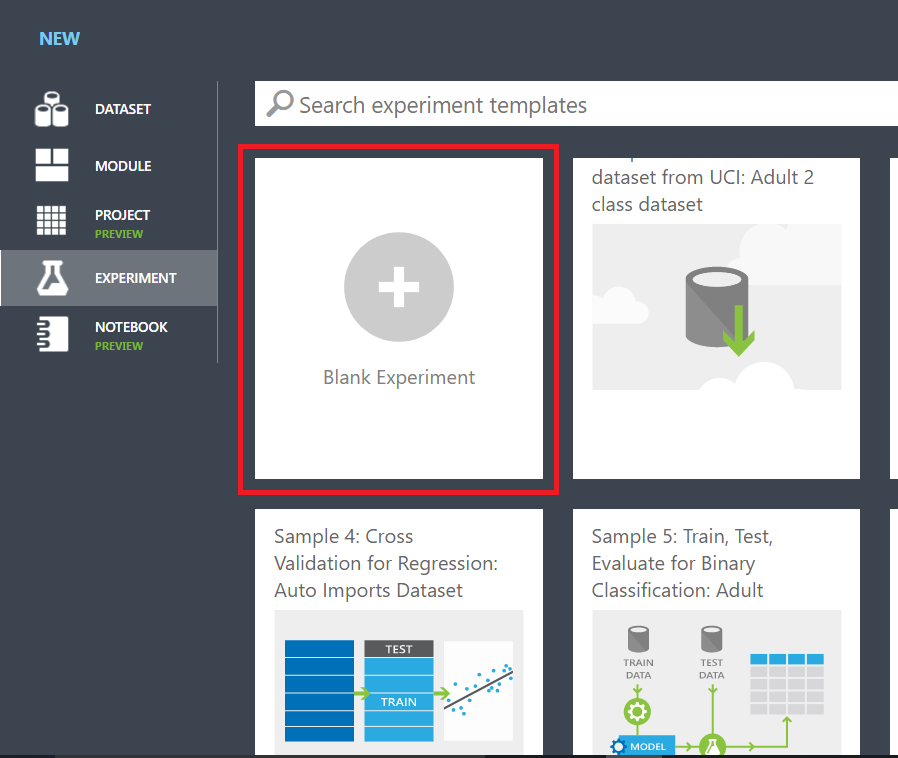 NEW
DATASET
MODULE
PROJECT
PREVIEW
EXPERIMENT
NOTEBOOK
PREVIEW
Search experiment templates
Blank Experiment
dataset from UCI: Adult 2
class dataset
Sample 4: Cross
Validation for Regression:
Auto Imports Dataset
TEST
TRAIN
Sample 5: Train, Test,
Evaluate for Binary
Classification: Adult
TRAIN
DATA
TEST
DATA
MODEL